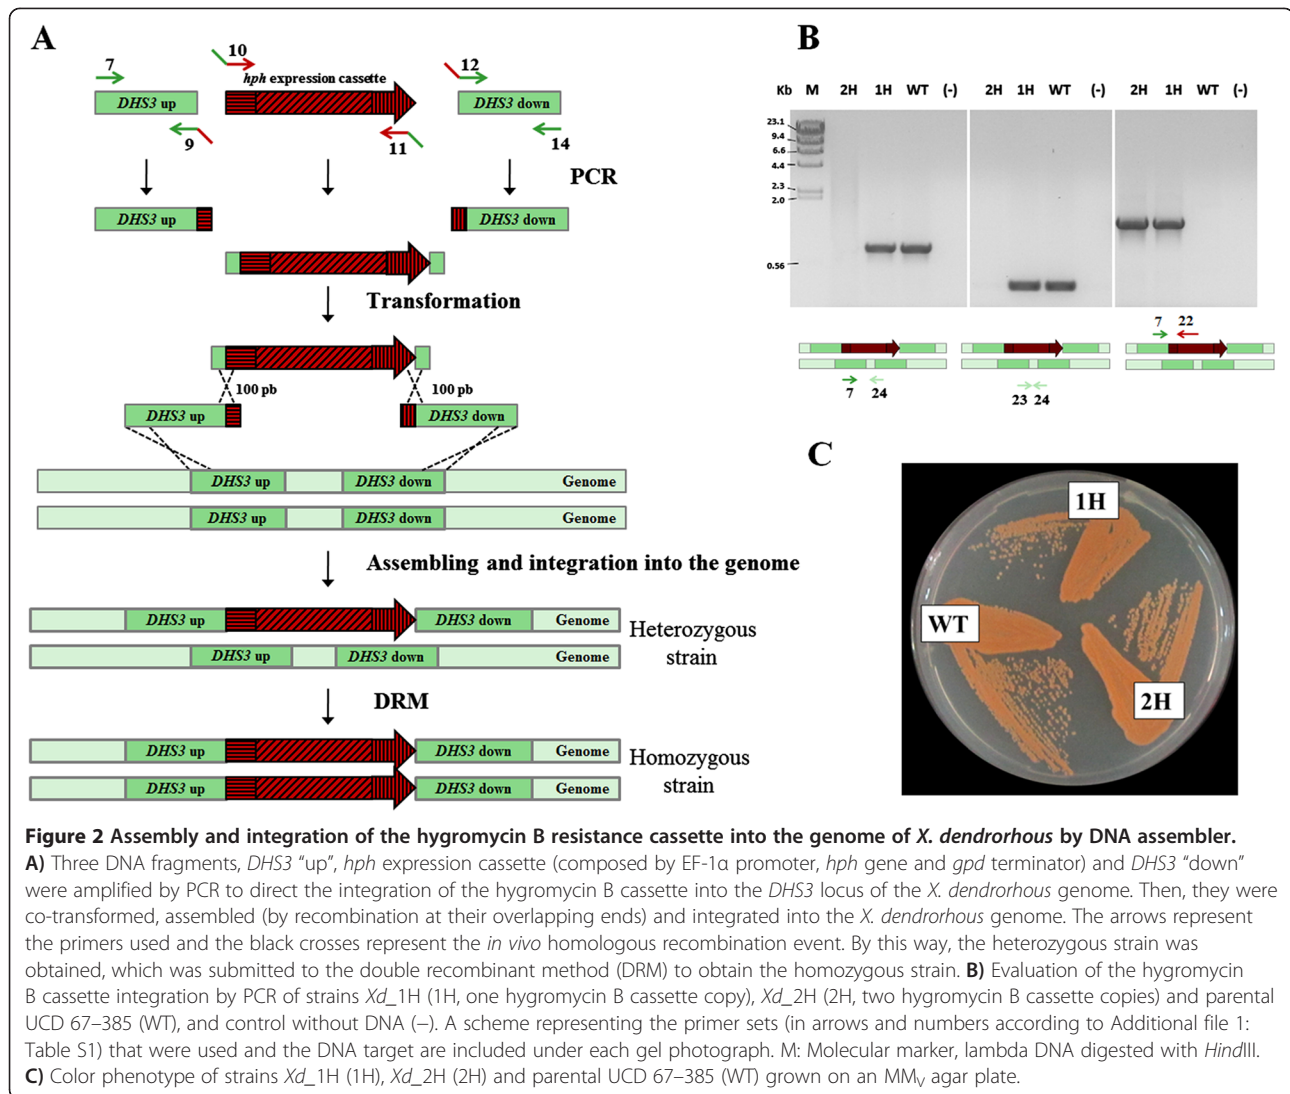 A
7
10
hph expression cassette
12
DHS3 up
DHS3 down
9
11
14
PCR
DHS3 up
DHS3 down
Transformation
100 pb
100 pb
DHS3 up
DHS3 down
DHS3 up
DHS3 down
Genome
DHS3 up
DHS3 down
Genome
Assembling and integration into the genome
DHS3 up
DHS3 down
Genome
Heterozygous
strain
DHS3 up
DHS3 down
Genome
DRM
DHS3 up
DHS3 down
Genome
Homozygous
strain
DHS3 up
DHS3 down
Genome
B
Kb M 2H 1H WT (-) 2H 1H WT (-) 2H 1H WT (-)
23.1
9.4
6.6
4.4
2.3
2.0
0.56
7 22
7 24
23 24
C
1H
WT
2H
Figure 2 Assembly and integration of the hygromycin B resistance cassette into the genome of X. dendrorhous by DNA assembler.
A) Three DNA fragments, DHS3 “up”, hph expression cassette (composed by EF-1α promoter, hph gene and gpd terminator) and DHS3 “down”
were amplified by PCR to direct the integration of the hygromycin B cassette into the DHS3 locus of the X. dendrorhous genome. Then, they were
co-transformed, assembled (by recombination at their overlapping ends) and integrated into the X. dendrorhous genome. The arrows represent
the primers used and the black crosses represent the in vivo homologous recombination event. By this way, the heterozygous strain was
obtained, which was submitted to the double recombinant method (DRM) to obtain the homozygous strain. B) Evaluation of the hygromycin
B cassette integration by PCR of strains Xd_1H (1H, one hygromycin B cassette copy), Xd_2H (2H, two hygromycin B cassette copies) and parental
UCD 67–385 (WT), and control without DNA (−). A scheme representing the primer sets (in arrows and numbers according to Additional file 1:
Table S1) that were used and the DNA target are included under each gel photograph. M: Molecular marker, lambda DNA digested with HindIII.
C) Color phenotype of strains Xd_1H (1H), Xd_2H (2H) and parental UCD 67–385 (WT) grown on an MMV agar plate.